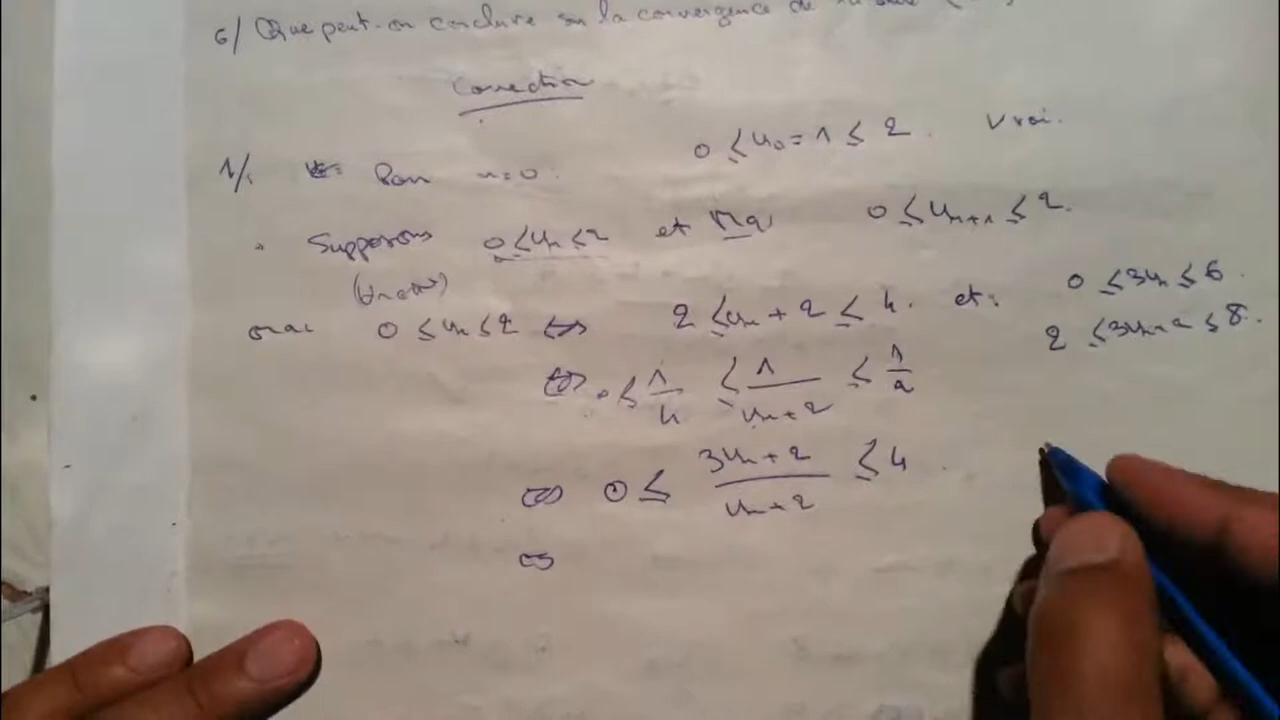 6/ Que peut-on conclure sur la convergence de la suite
Correction
1/. Pour n=0. 0 ≤ u₀ = 1 ≤ 2. Vrai.
• Supposons 0 ≤ uₙ ≤ 2 et Mq 0 ≤ uₙ₊₁ ≤ 2.
0 ≤ uₙ ≤ 2 ⇔ 2 ≤ uₙ + 2 ≤ 4. et: 0 ≤ 3uₙ ≤ 6.
2 ≤ 3uₙ + 2 ≤ 8.
⇔ 0 ≤ 1/4 ≤ 1/(uₙ + 2) ≤ 1/2
⇔ 0 ≤ (3uₙ + 2)/(uₙ + 2) ≤ 4.
⇔